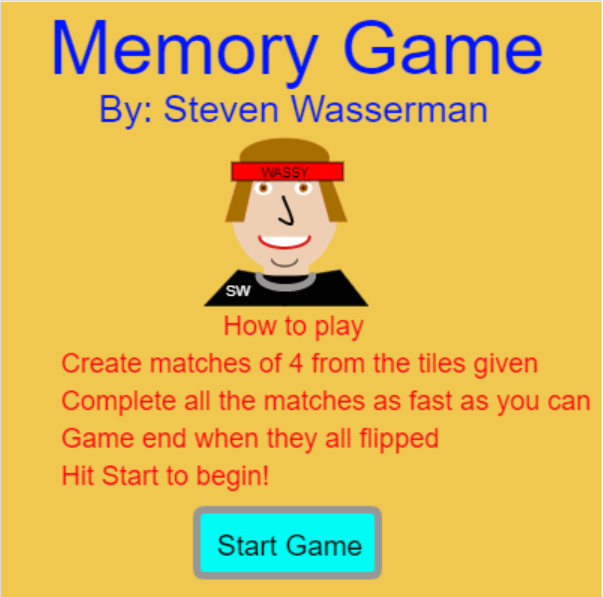 Memory Game
By: Steven Wasserman
WASSY
SW
How to play
Create matches of 4 from the tiles given
Complete all the matches as fast as you can
Game end when they all flipped
Hit Start to begin!
Start Game